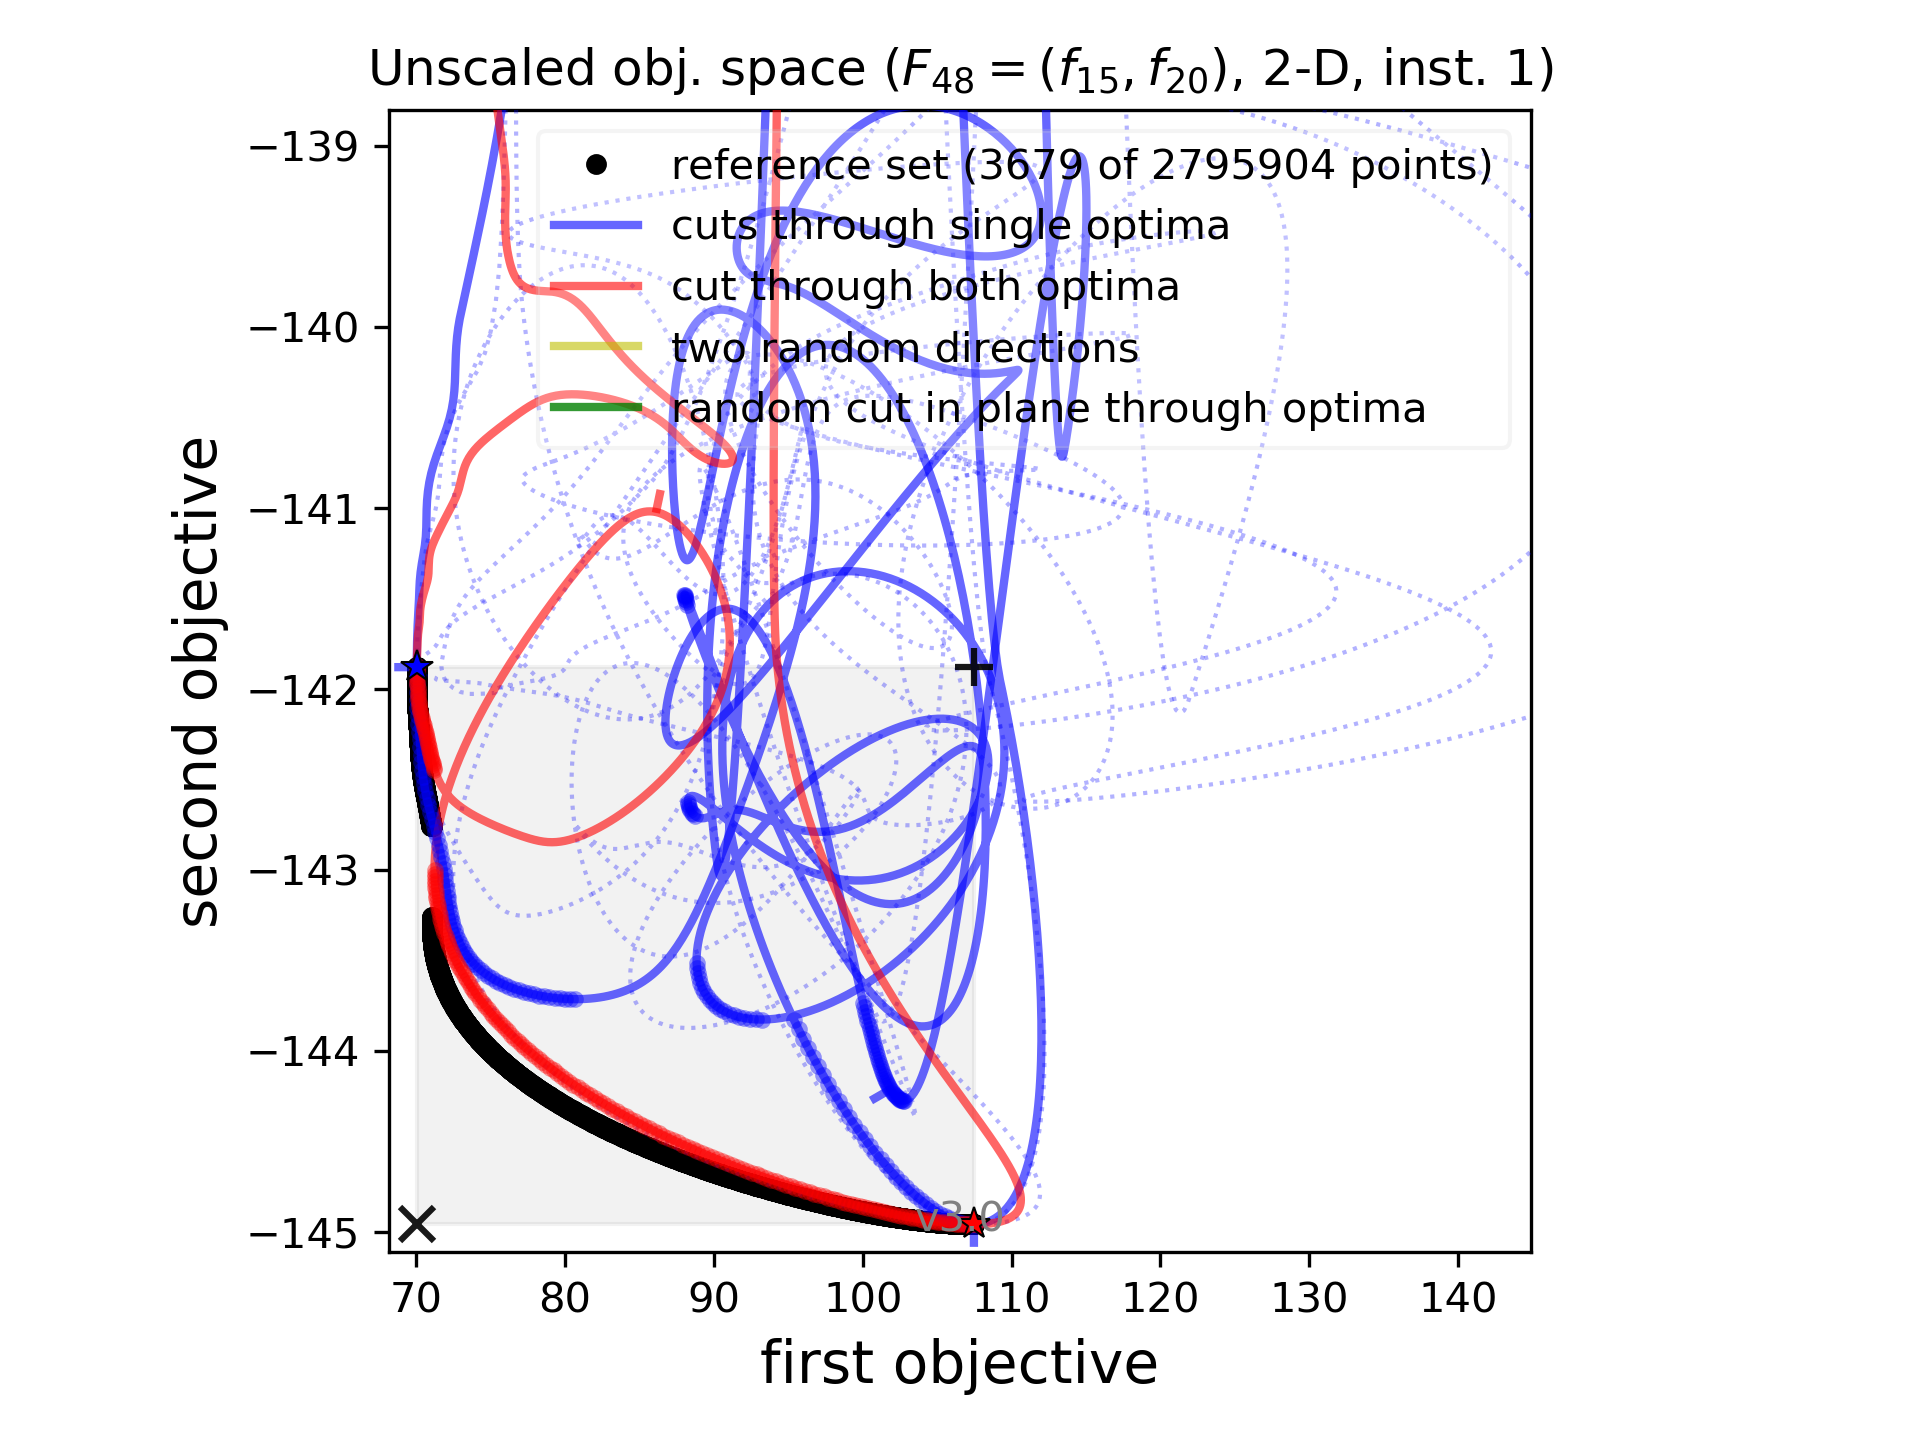 Unscaled obj. space (F48 = (f15, f20), 2-D, inst. 1)
−139
−140
−141
−142
−143
−144
−145
second objective
reference set (3679 of 2795904 points)
cuts through single optima
cut through both optima
two random directions
random cut in plane through optima
v3.0
70 80 90 100 110 120 130 140
first objective